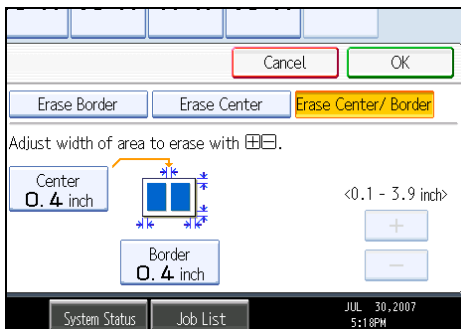 Cancel
OK
Erase Border
Erase Center
Erase Center/ Border
Adjust width of area to erase with ⊞⊟.
Center
0.4 inch
<0.1 - 3.9 inch>
+
−
Border
0.4 inch
System Status
Job List
JUL 30,2007
5:18PM